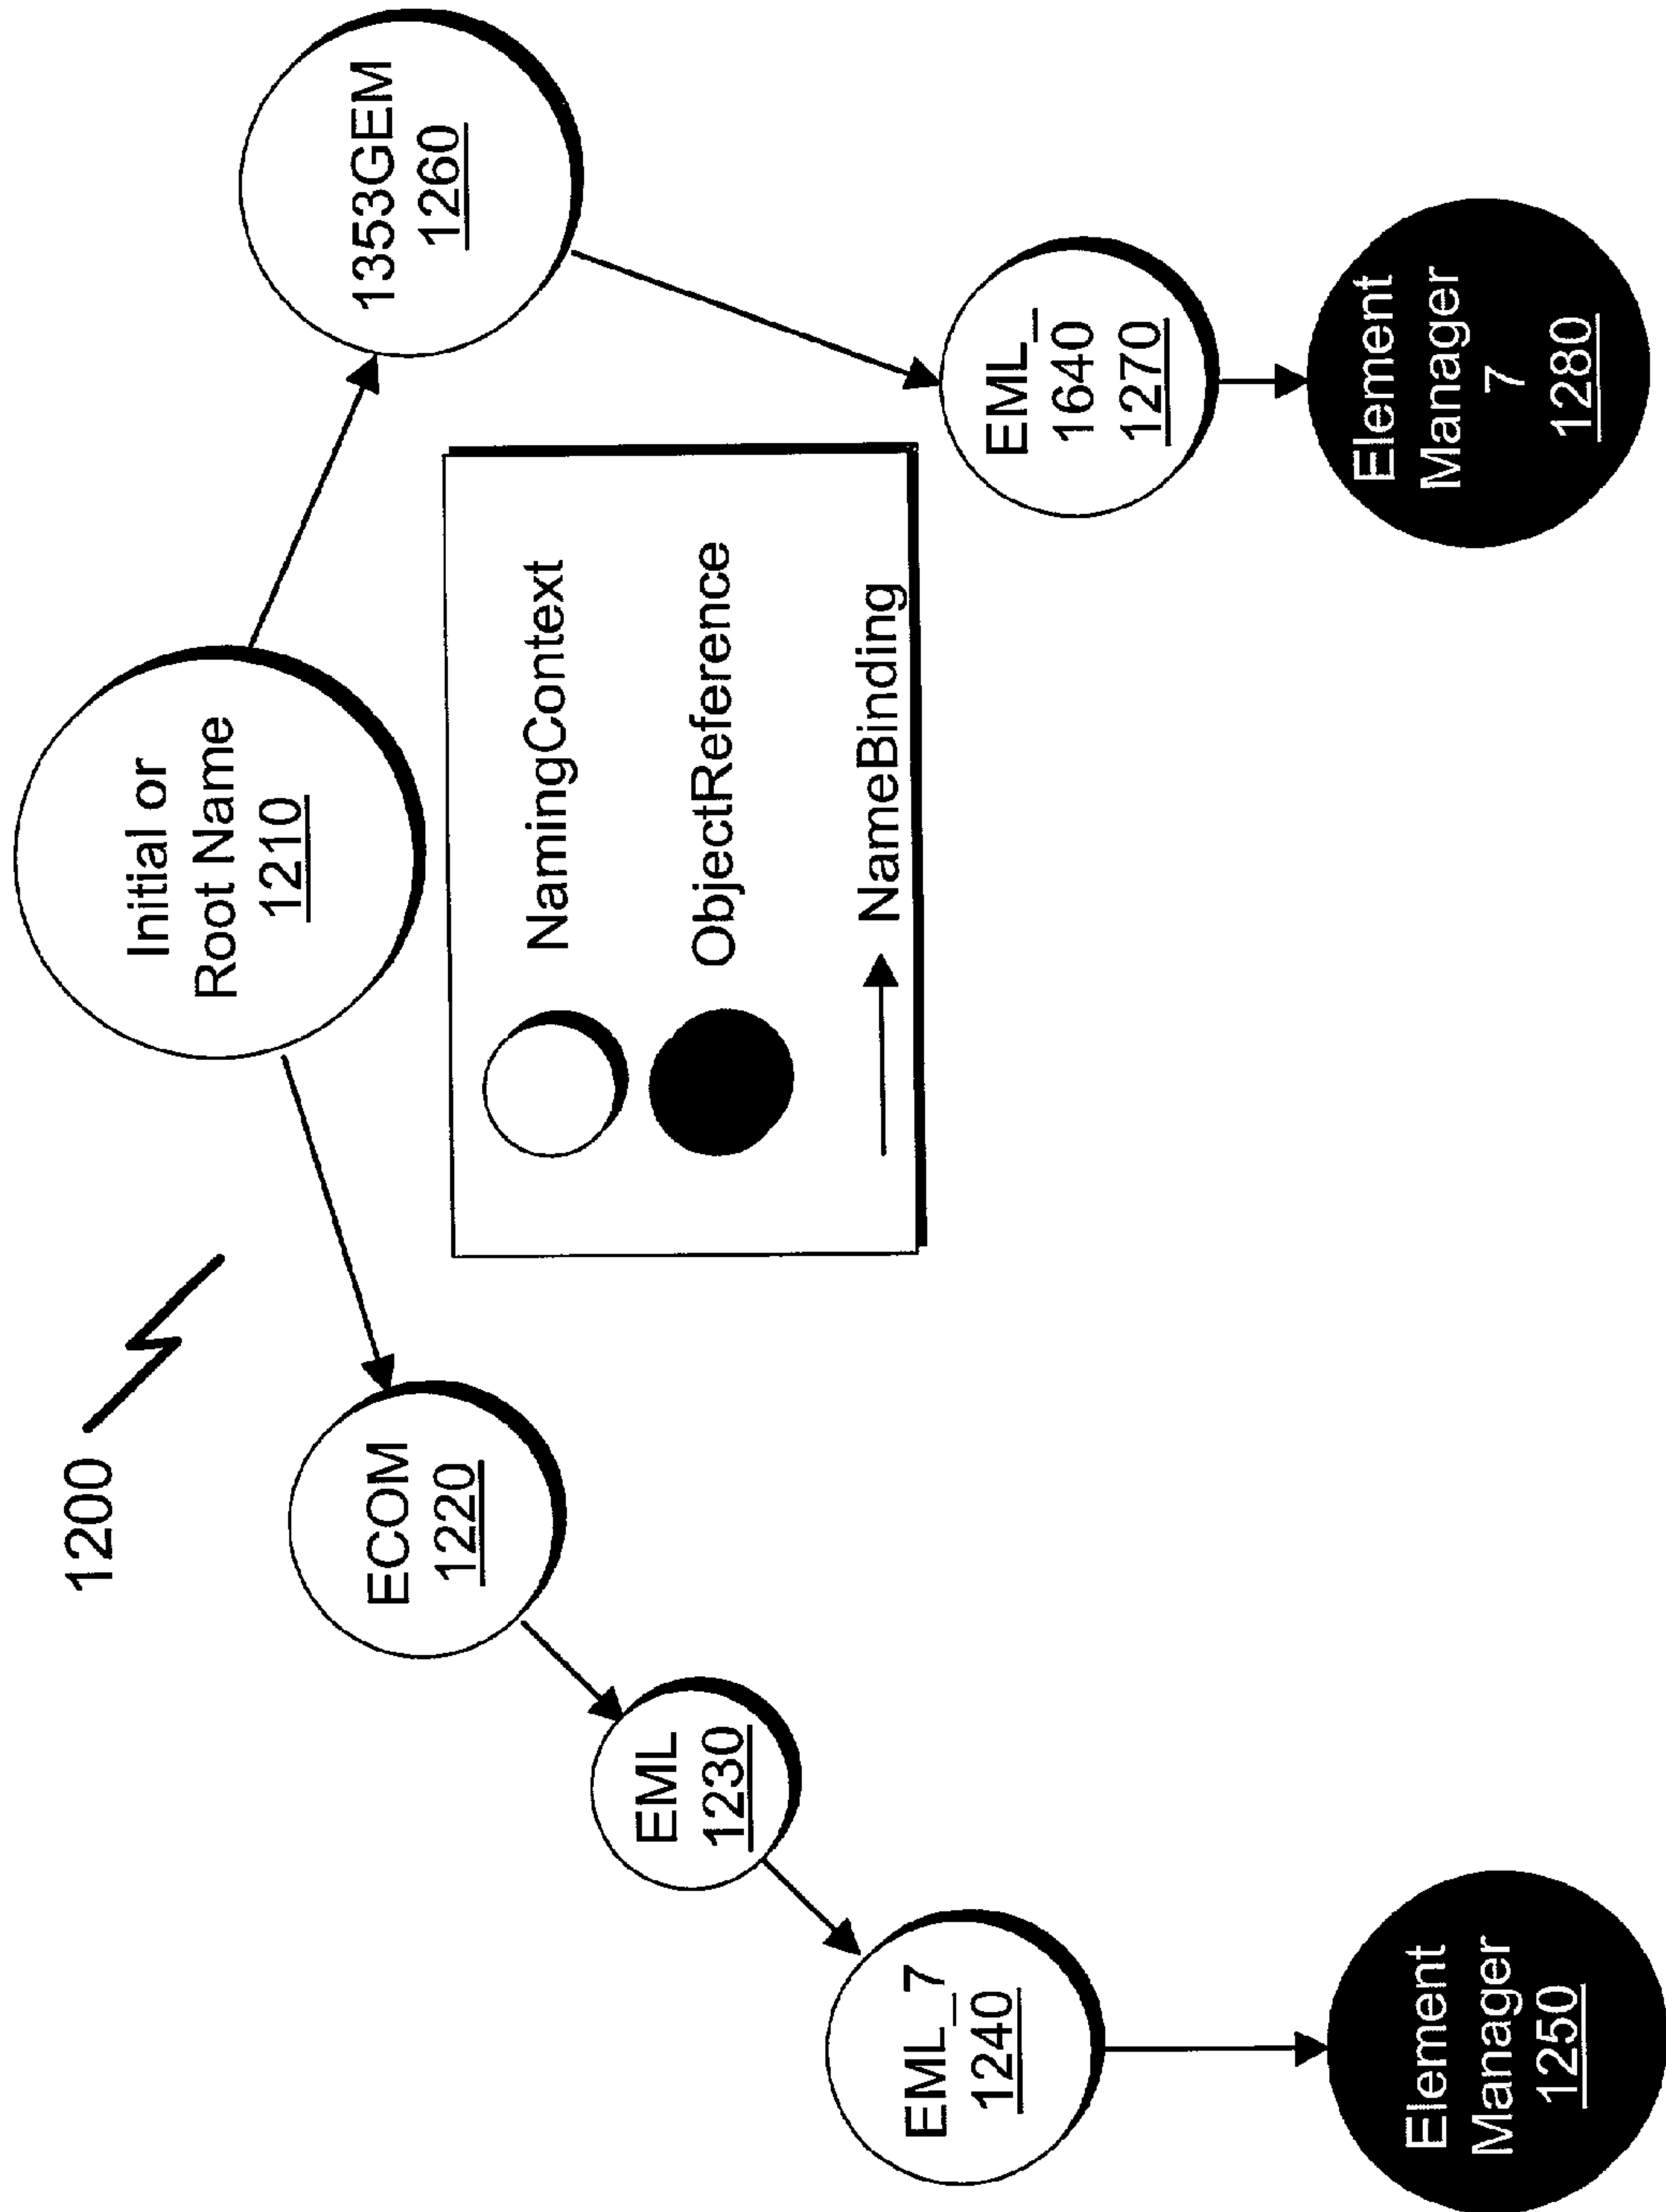 1200
Initial or
Root Name
1210
ECOM
1220
1353GEM
1260
NamingContext
ObjectReference
NameBinding
EML
1230
EML_7
1240
EML_
1640
1270
Element
Manager
1250
Element
Manager
7
1280